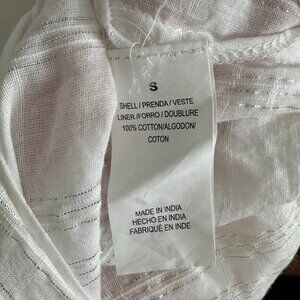 S
SHELL / PRENDA / VESTE
LINER /FORRO / DOUBLURE
100% COTTON/ALGODON/
COTON
MADE IN INDIA
HECHO EN INDIA
FABRIQUÉ EN INDE